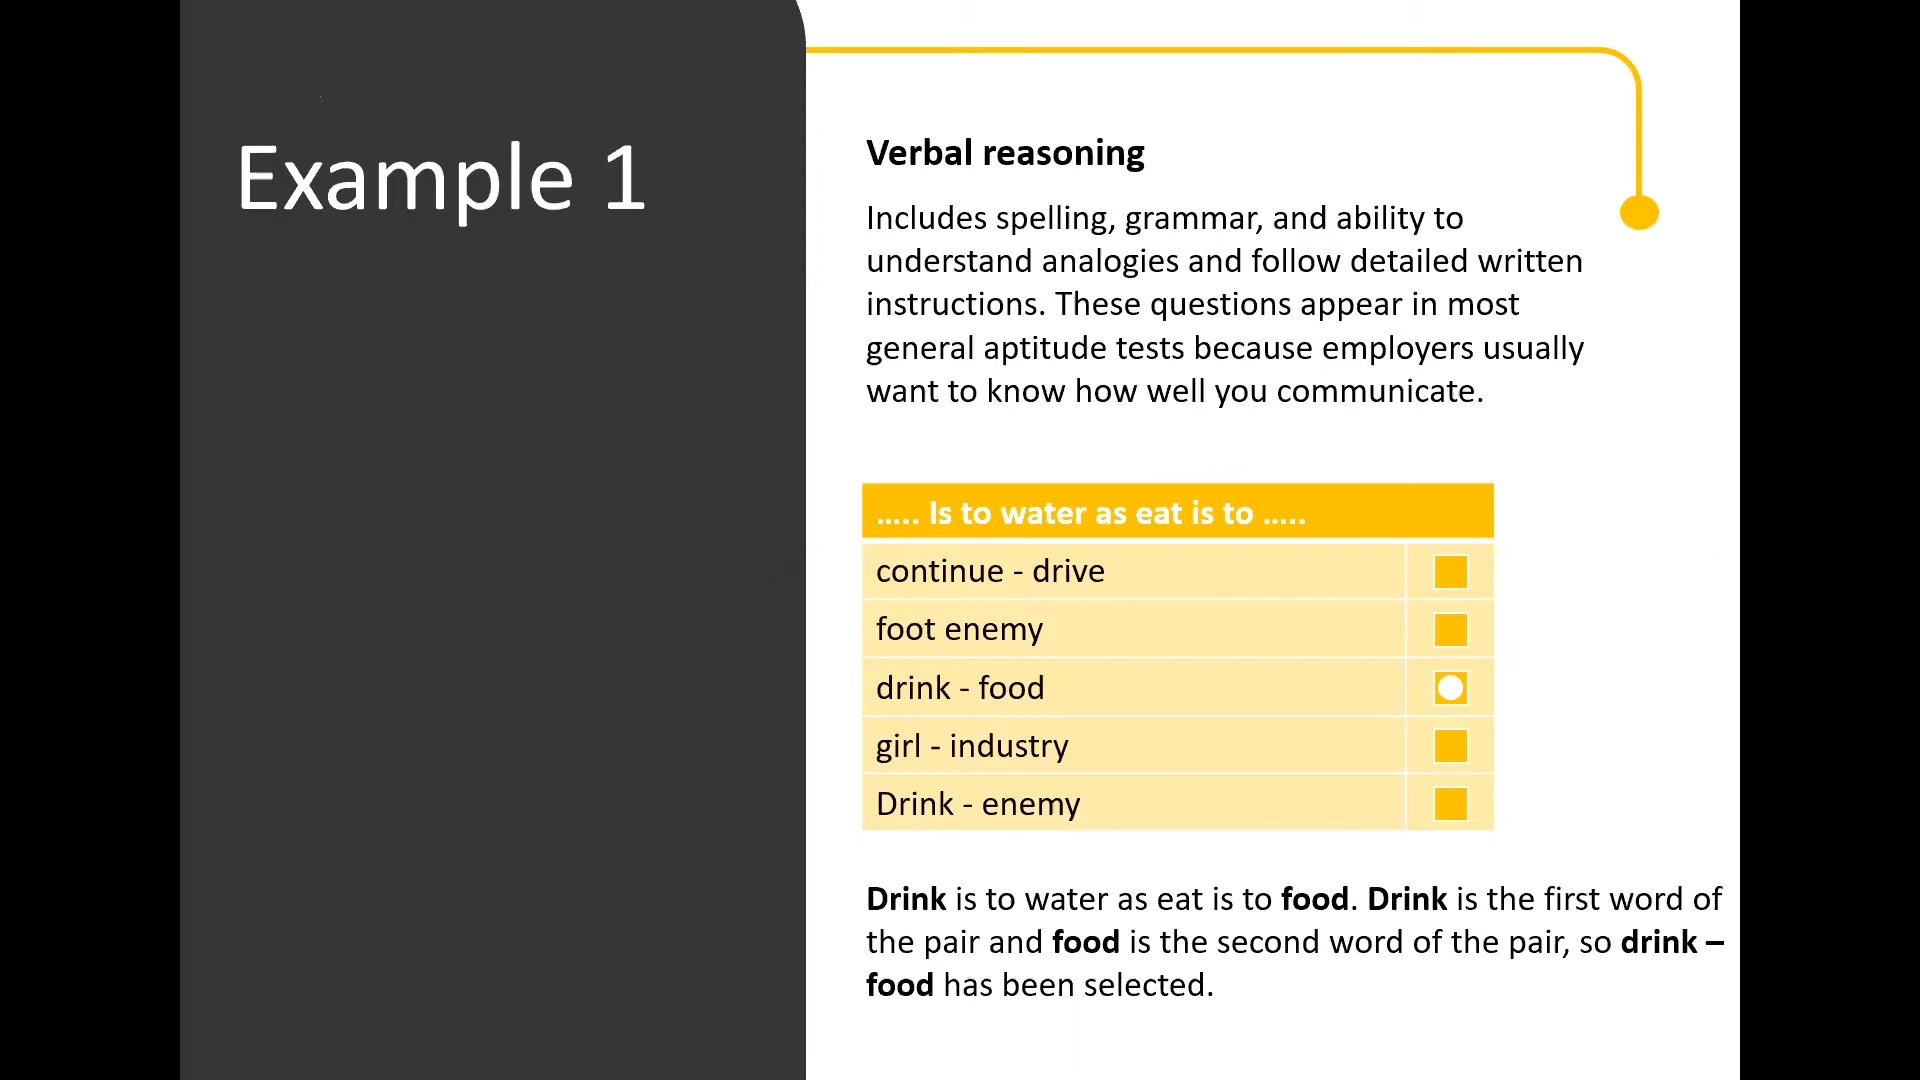 Example 1
Verbal reasoning
Includes spelling, grammar, and ability to
understand analogies and follow detailed written
instructions. These questions appear in most
general aptitude tests because employers usually
want to know how well you communicate.
..... Is to water as eat is to .....
continue - drive
foot enemy
drink - food
girl - industry
Drink - enemy
Drink is to water as eat is to food. Drink is the first word of
the pair and food is the second word of the pair, so drink –
food has been selected.